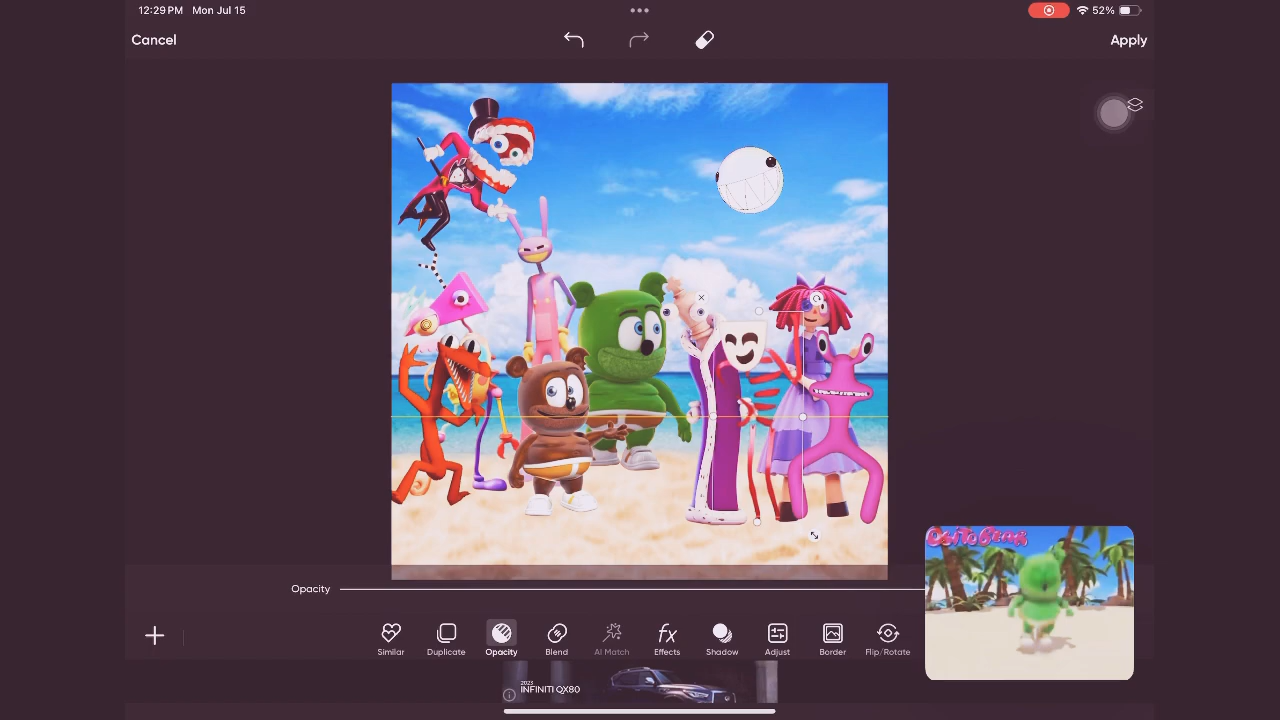 12:29 PM Mon Jul 15
52%
Cancel
Apply
Opacity
Similar
Duplicate
Opacity
Blend
AI Match
Effects
Shadow
Adjust
Border
Flip/Rotate
2023
INFINITI QX80